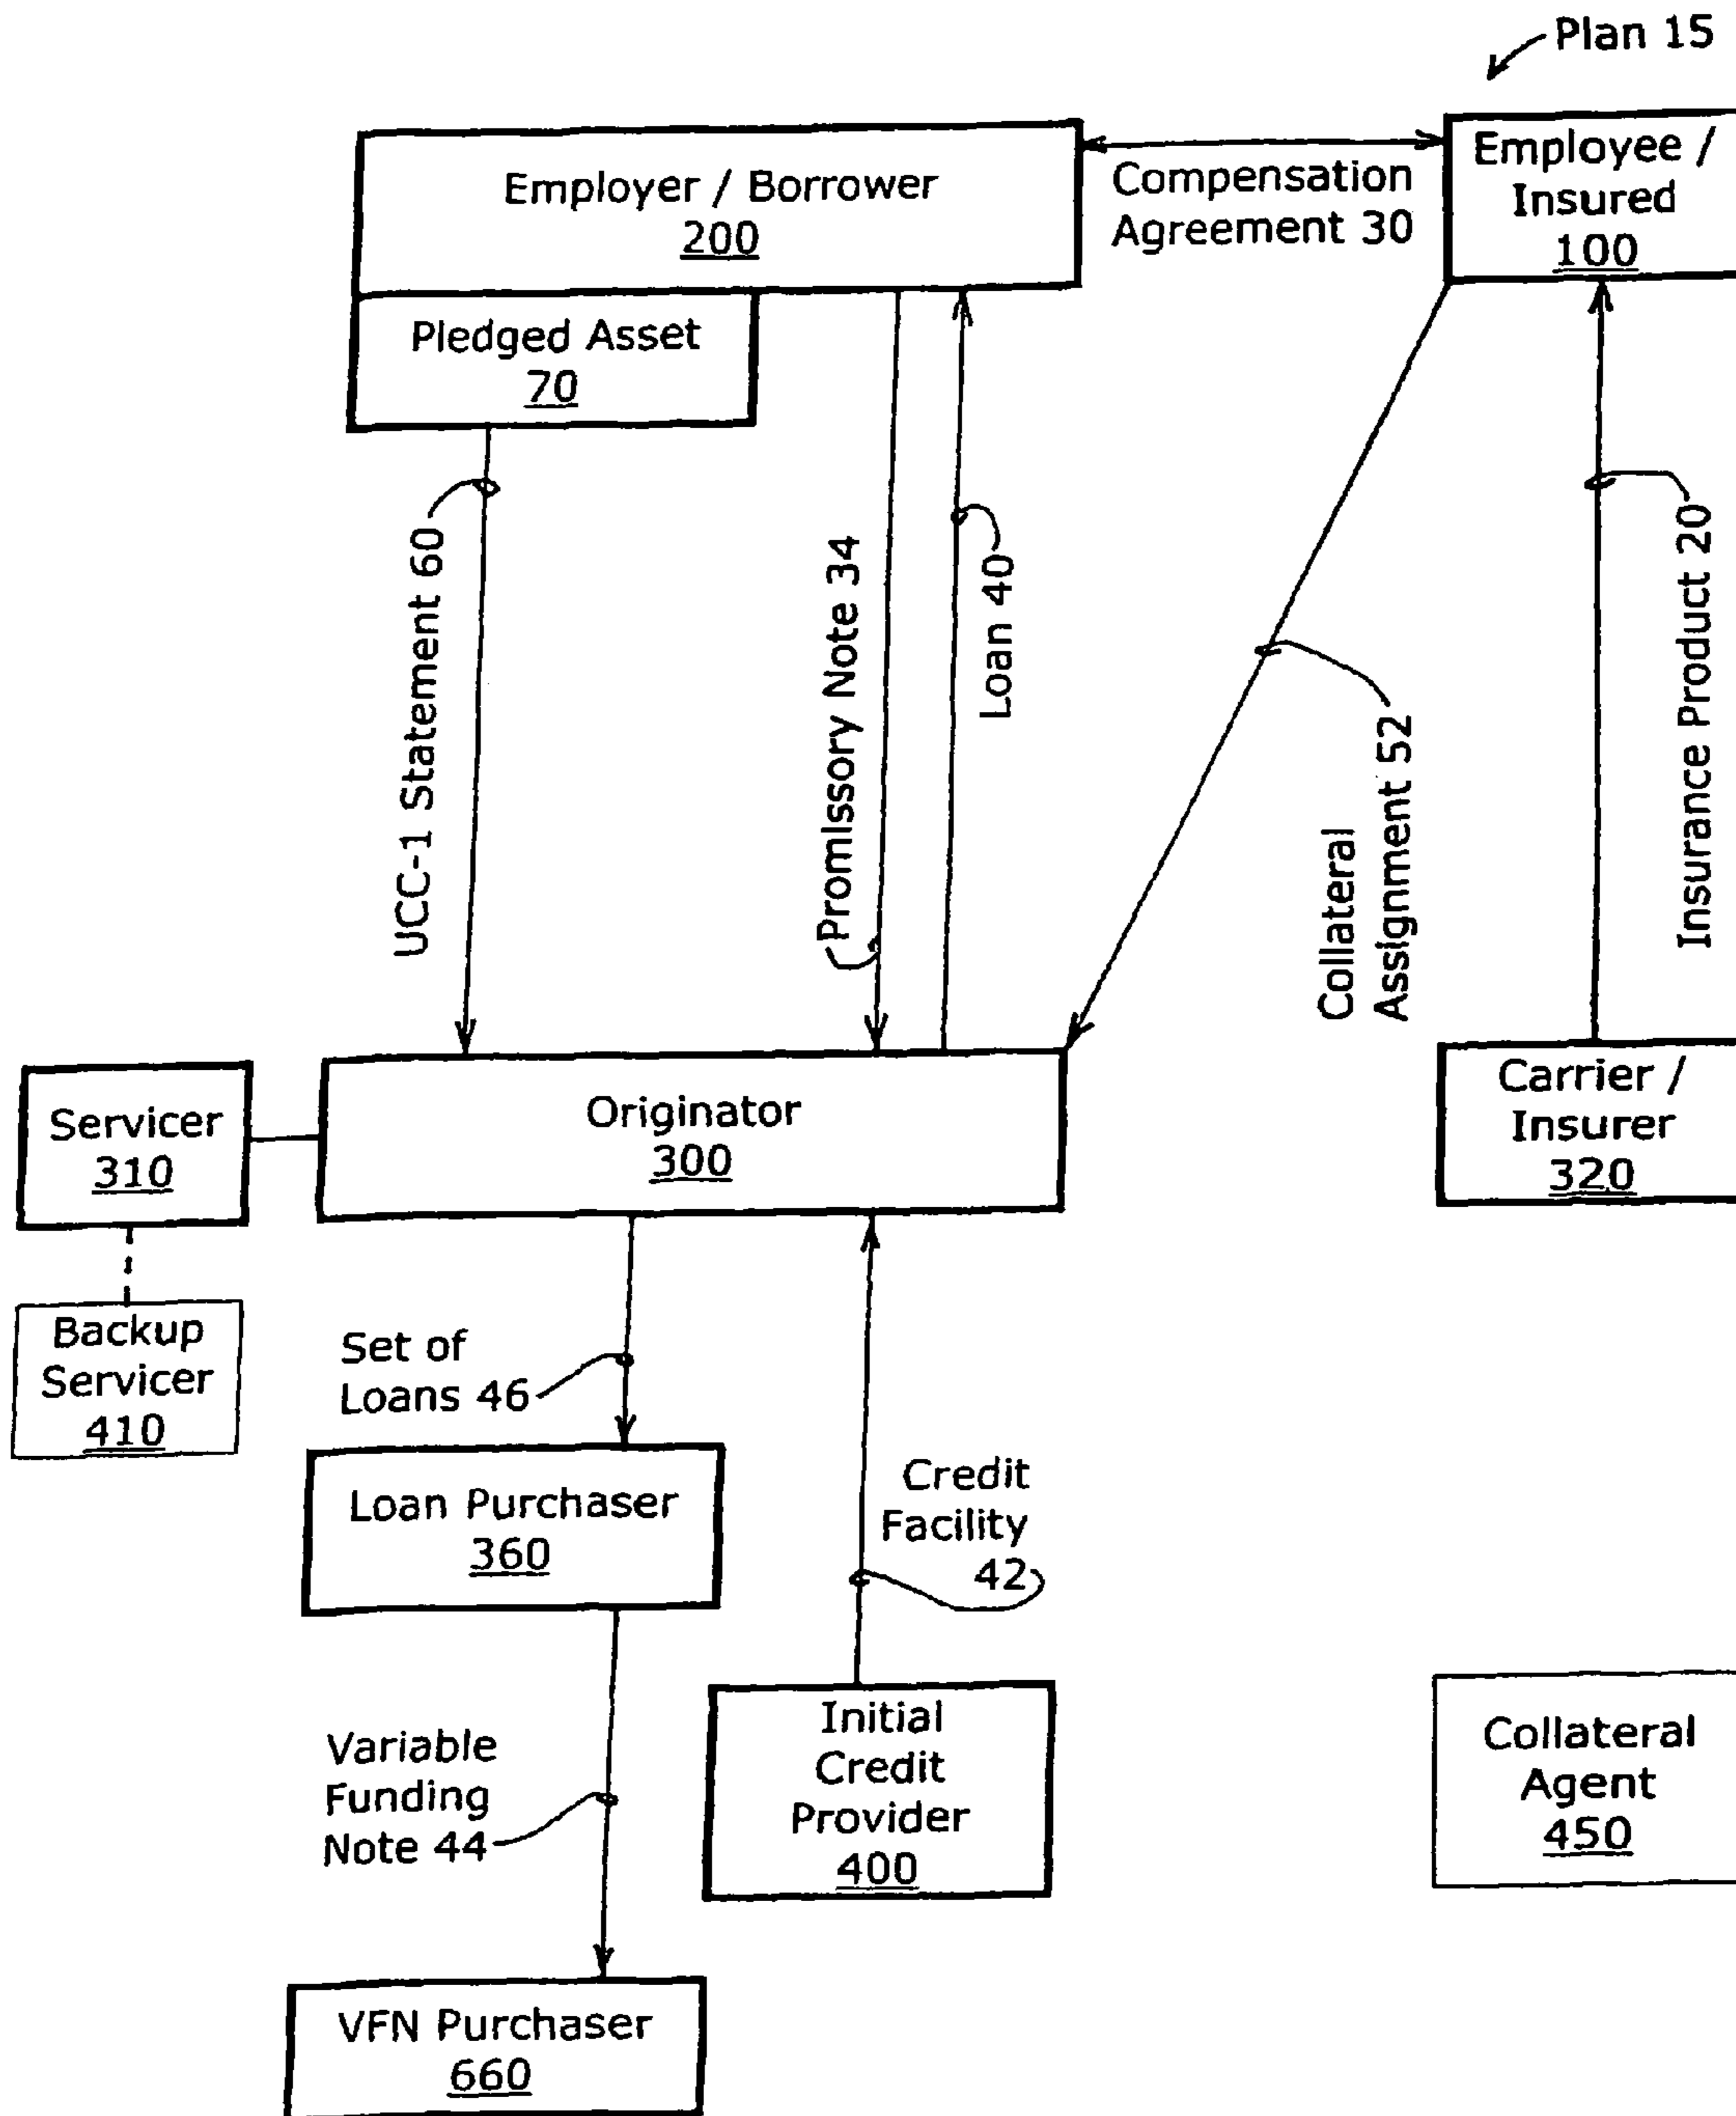 Plan 15
Employer / Borrower
200
Compensation
Agreement 30
Employee /
Insured
100
Pledged Asset
70
UCC-1 Statement 60
Promissory Note 34
Loan 40
Collateral
Assignment 52
Insurance Product 20
Servicer
310
Originator
300
Carrier /
Insurer
320
Backup
Servicer
410
Set of
Loans 46
Loan Purchaser
360
Credit
Facility
42
Variable
Funding
Note 44
Initial
Credit
Provider
400
Collateral
Agent
450
VFN Purchaser
660